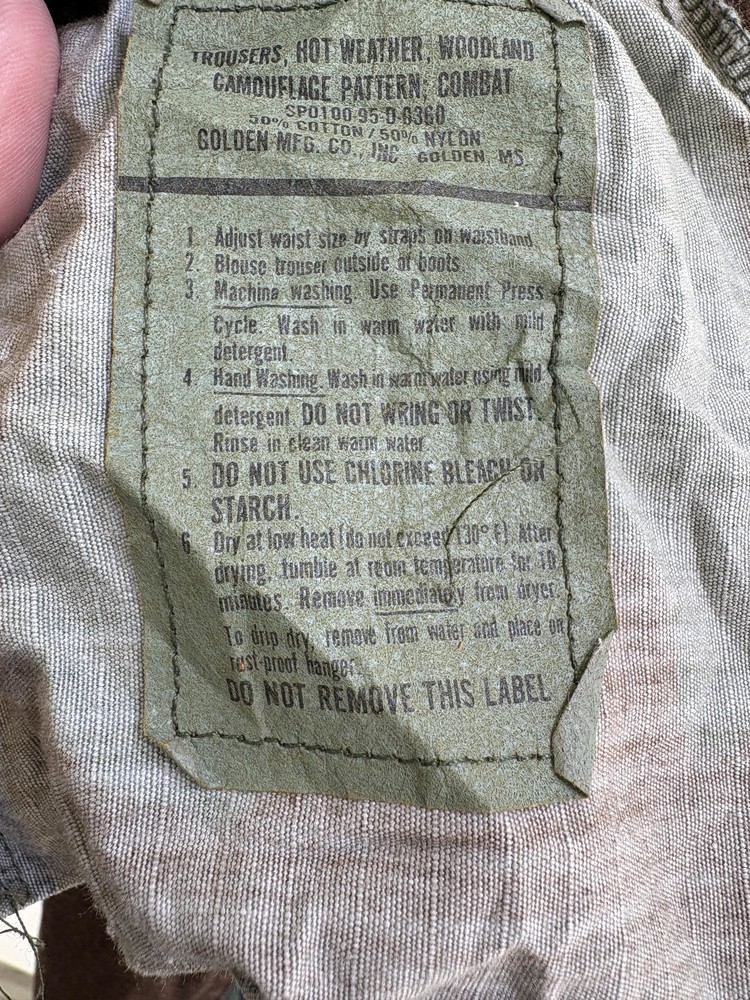 TROUSERS, HOT WEATHER, WOODLAND
CAMOUFLAGE PATTERN; COMBAT
SPO100-95-D-0360
50% COTTON / 50% NYLON
GOLDEN MFG. CO., INC GOLDEN, MS.
1. Adjust waist size by straps on waistband
2. Blouse trouser outside of boots
3. Machine washing. Use Permanent Press
Cycle. Wash in warm water with mild
detergent.
4. Hand Washing. Wash in warm water using mild
detergent. DO NOT WRING OR TWIST.
Rinse in clean warm water
5. DO NOT USE CHLORINE BLEACH OR
STARCH.
6. Dry at low heat (do not exceed 130° F). After
drying, tumble at room temperature for 10
minutes. Remove immediately from dryer.
To drip dry, remove from water and place on
rust-proof hanger.
DO NOT REMOVE THIS LABEL